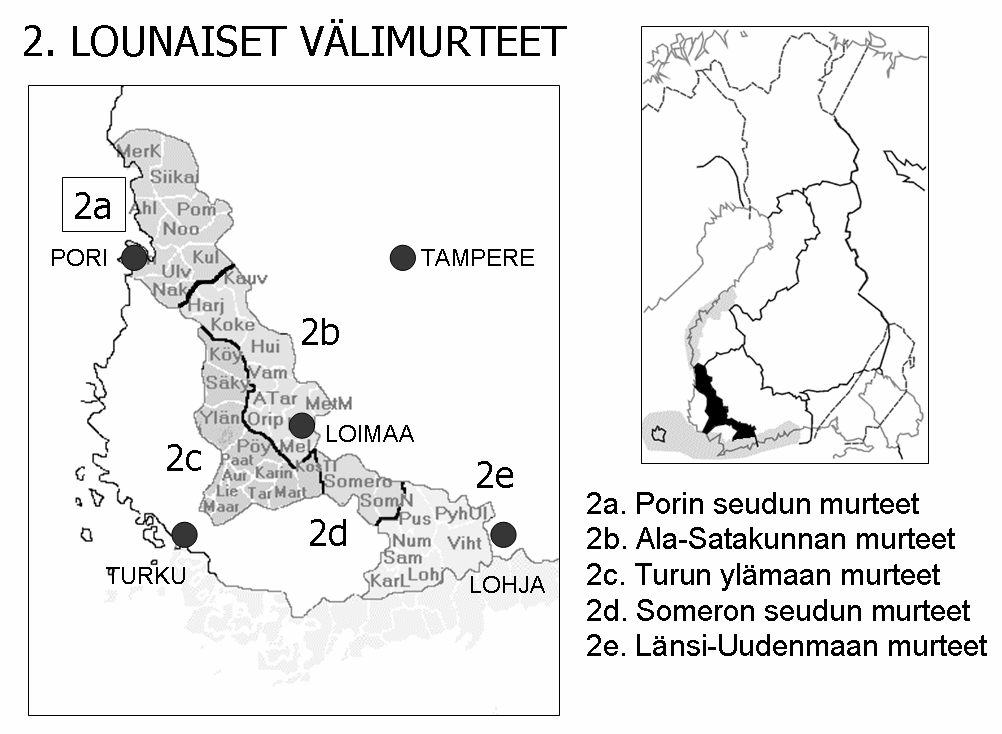 2. LOUNAISET VÄLIMURTEET
MerK
Siika
2a
Ahl
Pom
Noo
PORI
TAMPERE
Kul
Ulv
Kauv
Nak
Harj
Koke
2b
Köy
Hui
Säky
Vam
ATar
MetM
Ylän
Orip
LOIMAA
Pöy
Mel
2c
Paat
KosTl
Aur
Karin
Somero
2e
Lie
Tar
Mart
SomN
Maar
Pus
PyhUl
2d
Num
Viht
Sam
TURKU
KarL
Loh
LOHJA
2a. Porin seudun murteet
2b. Ala-Satakunnan murteet
2c. Turun ylämaan murteet
2d. Someron seudun murteet
2e. Länsi-Uudenmaan murteet